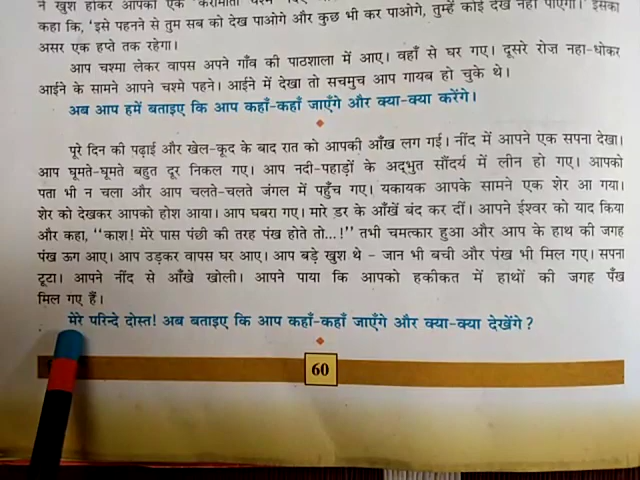 ने खुश होकर आपको एक
कहा कि, 'इसे पहनने से तुम सब को देख पाओगे और कुछ भी कर पाओगे, तुम्हें कोई देख नहीं पाएगा।' इसका
असर एक हप्ते तक रहेगा।
आप चश्मा लेकर वापस अपने गाँव की पाठशाला में आए। वहाँ से घर गए। दूसरे रोज़ नहा-धोकर
आईने के सामने आपने चश्मे पहने। आईने में देखा तो सचमुच आप गायब हो चुके थे।
अब आप हमें बताइए कि आप कहाँ-कहाँ जाएँगे और क्या-क्या करेंगे।
पूरे दिन की पढ़ाई और खेल-कूद के बाद रात को आपकी आँख लग गई। नींद में आपने एक सपना देखा।
आप घूमते-घूमते बहुत दूर निकल गए। आप नदी-पहाड़ों के अद्भुत सौंदर्य में लीन हो गए। आपको
पता भी न चला और आप चलते-चलते जंगल में पहुँच गए। यकायक आपके सामने एक शेर आ गया।
शेर को देखकर आपको होश आया। आप घबरा गए। मारे डर के आँखें बंद कर दीं। आपने ईश्वर को याद किया
और कहा, "काश! मेरे पास पंछी की तरह पंख होते तो...!" तभी चमत्कार हुआ और आप के हाथ की जगह
पंख ऊग आए। आप उड़कर वापस घर आए। आप बड़े खुश थे - जान भी बची और पंख भी मिल गए। सपना
टूटा। आपने नींद से आँखे खोली। आपने पाया कि आपको हकीकत में हाथों की जगह पँख
मिल गए हैं।
मेरे परिन्दे दोस्त! अब बताइए कि आप कहाँ-कहाँ जाएँगे और क्या-क्या देखेंगे?
60